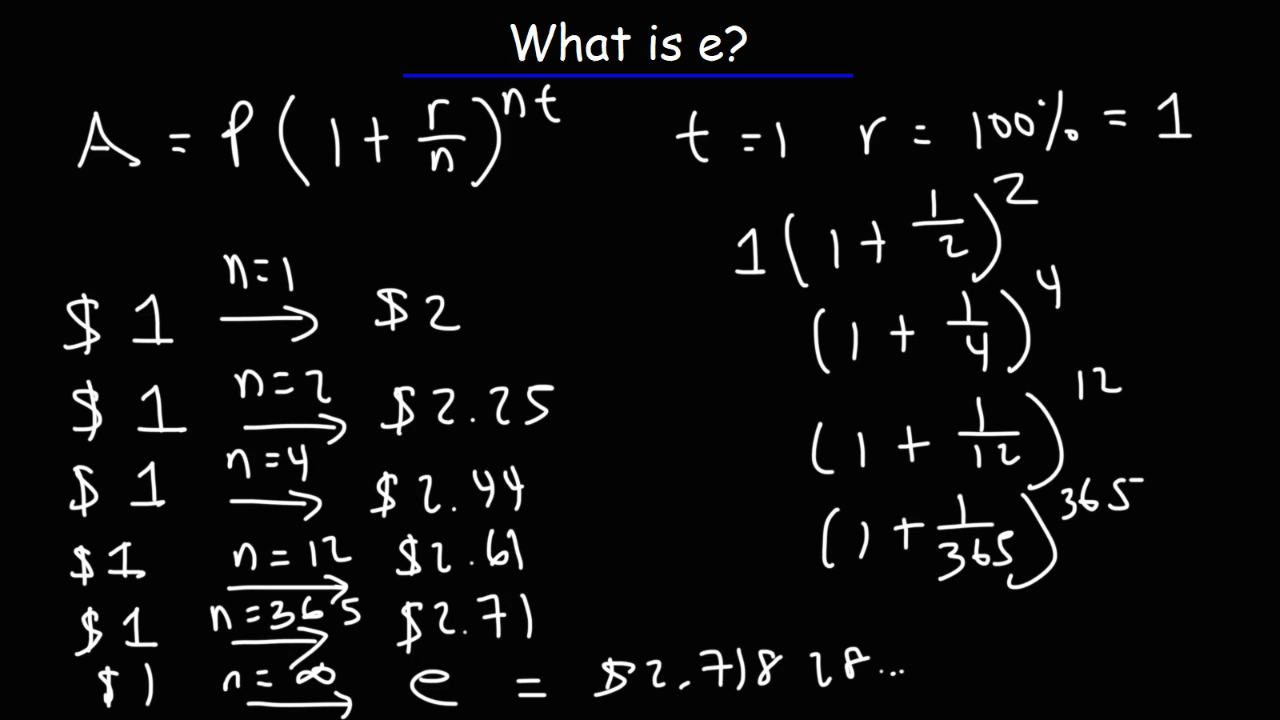 What is e?
A = P(1 + r/n)^nt
t = 1 r = 100% = 1
1(1 + 1/2)^2
(1 + 1/4)^4
(1 + 1/12)^12
(1 + 1/365)^365
$1 n=1 → $2
$1 n=2 → $2.25
$1 n=4 → $2.44
$1 n=12 → $2.61
$1 n=365 → $2.71
$1 n=∞ → e = $2.71828...